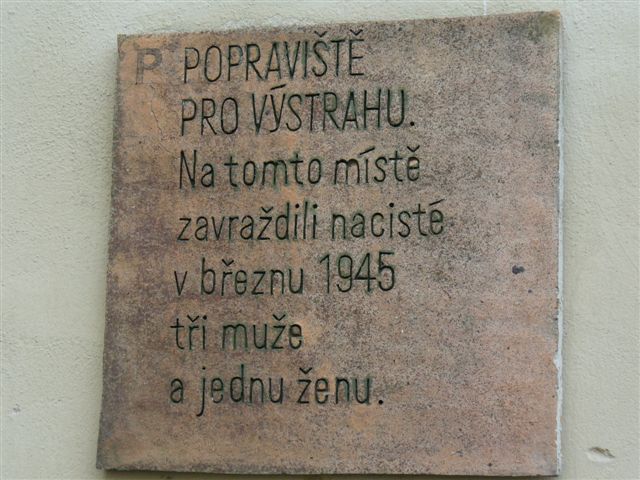 P POPRAVIŠTĚ
PRO VÝSTRAHU.
Na tomto místě
zavraždili nacisté
v březnu 1945
tři muže
a jednu ženu.